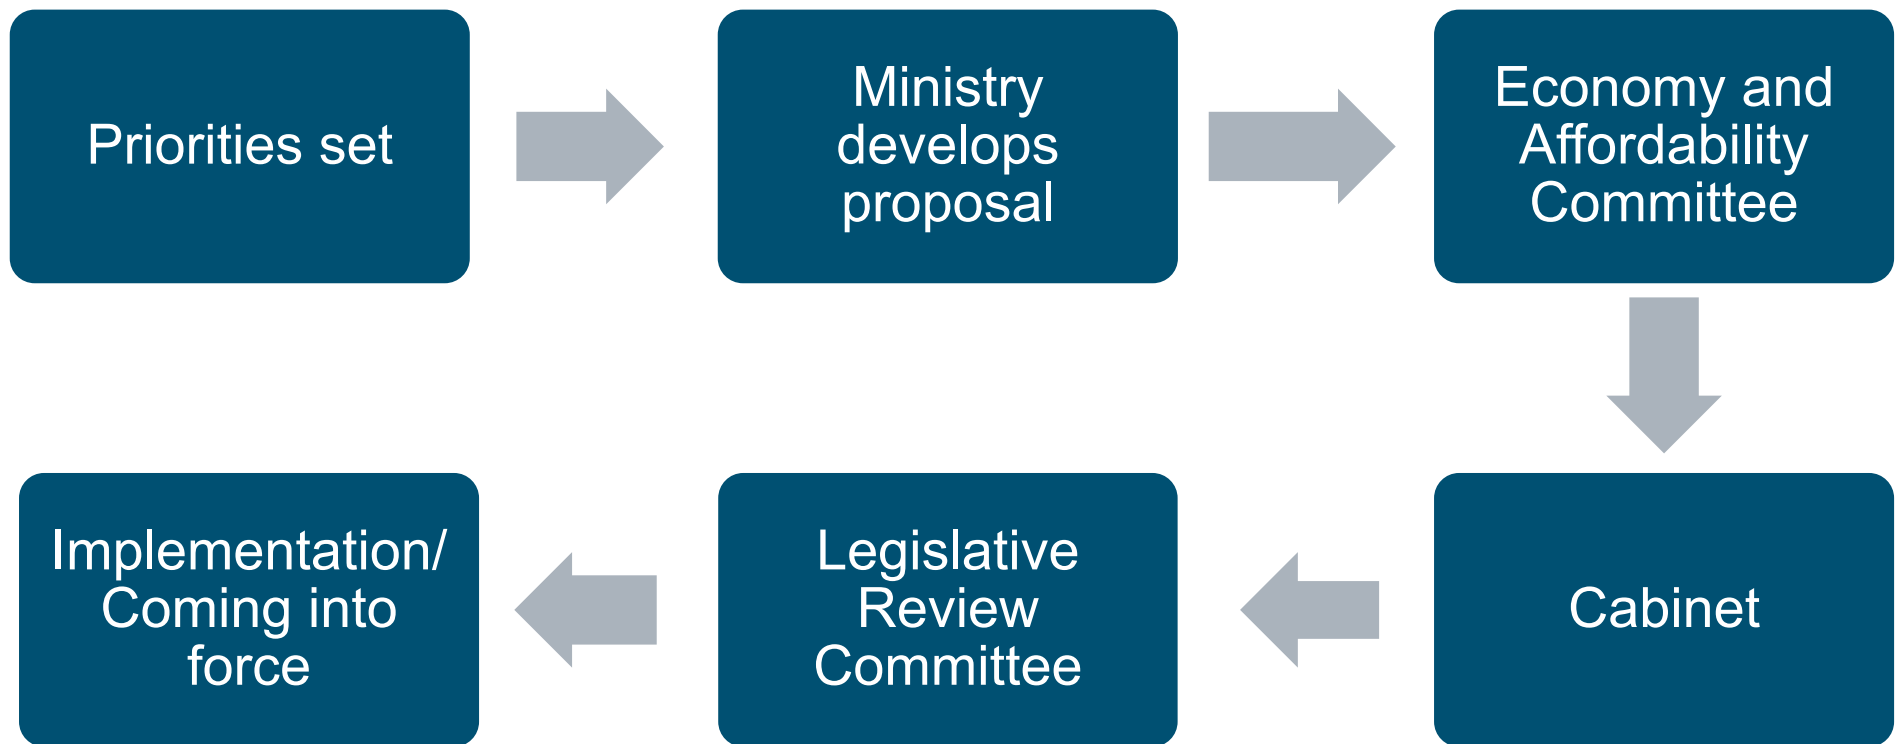 Priorities set
Ministry
develops
proposal
Economy and
Affordability
Committee
Cabinet
Legislative
Review
Committee
Implementation/
Coming into
force